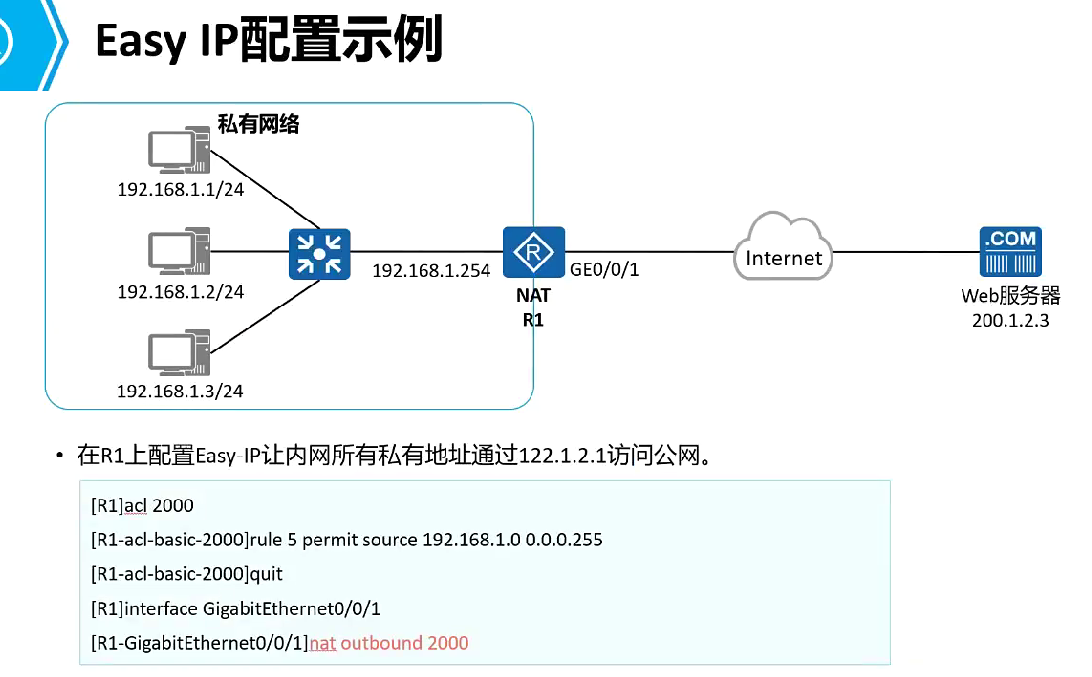 Easy IP配置示例
私有网络
192.168.1.1/24
192.168.1.2/24
192.168.1.3/24
192.168.1.254
R
GE0/0/1
NAT
R1
Internet
.COM
Web服务器
200.1.2.3
• 在R1上配置Easy-IP让内网所有私有地址通过122.1.2.1访问公网。
[R1]acl 2000
[R1-acl-basic-2000]rule 5 permit source 192.168.1.0 0.0.0.255
[R1-acl-basic-2000]quit
[R1]interface GigabitEthernet0/0/1
[R1-GigabitEthernet0/0/1]nat outbound 2000